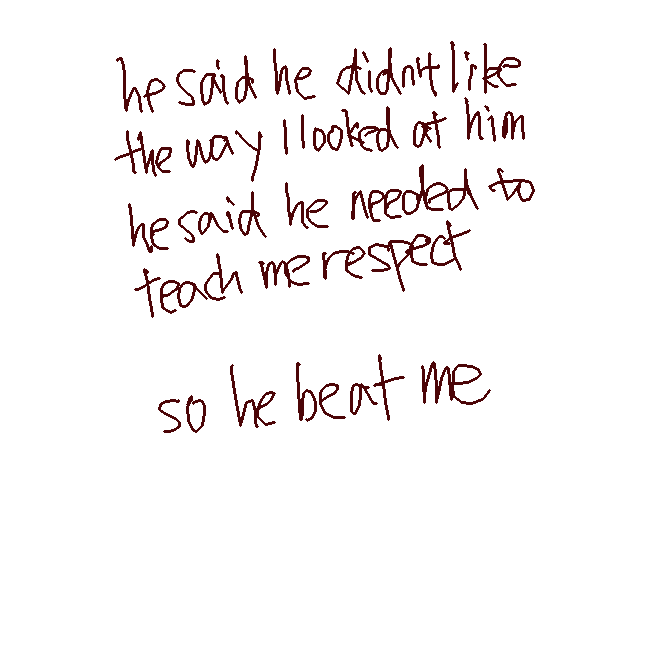 he said he didn't like
the way I looked at him
he said he needed to
teach me respect
so he beat me